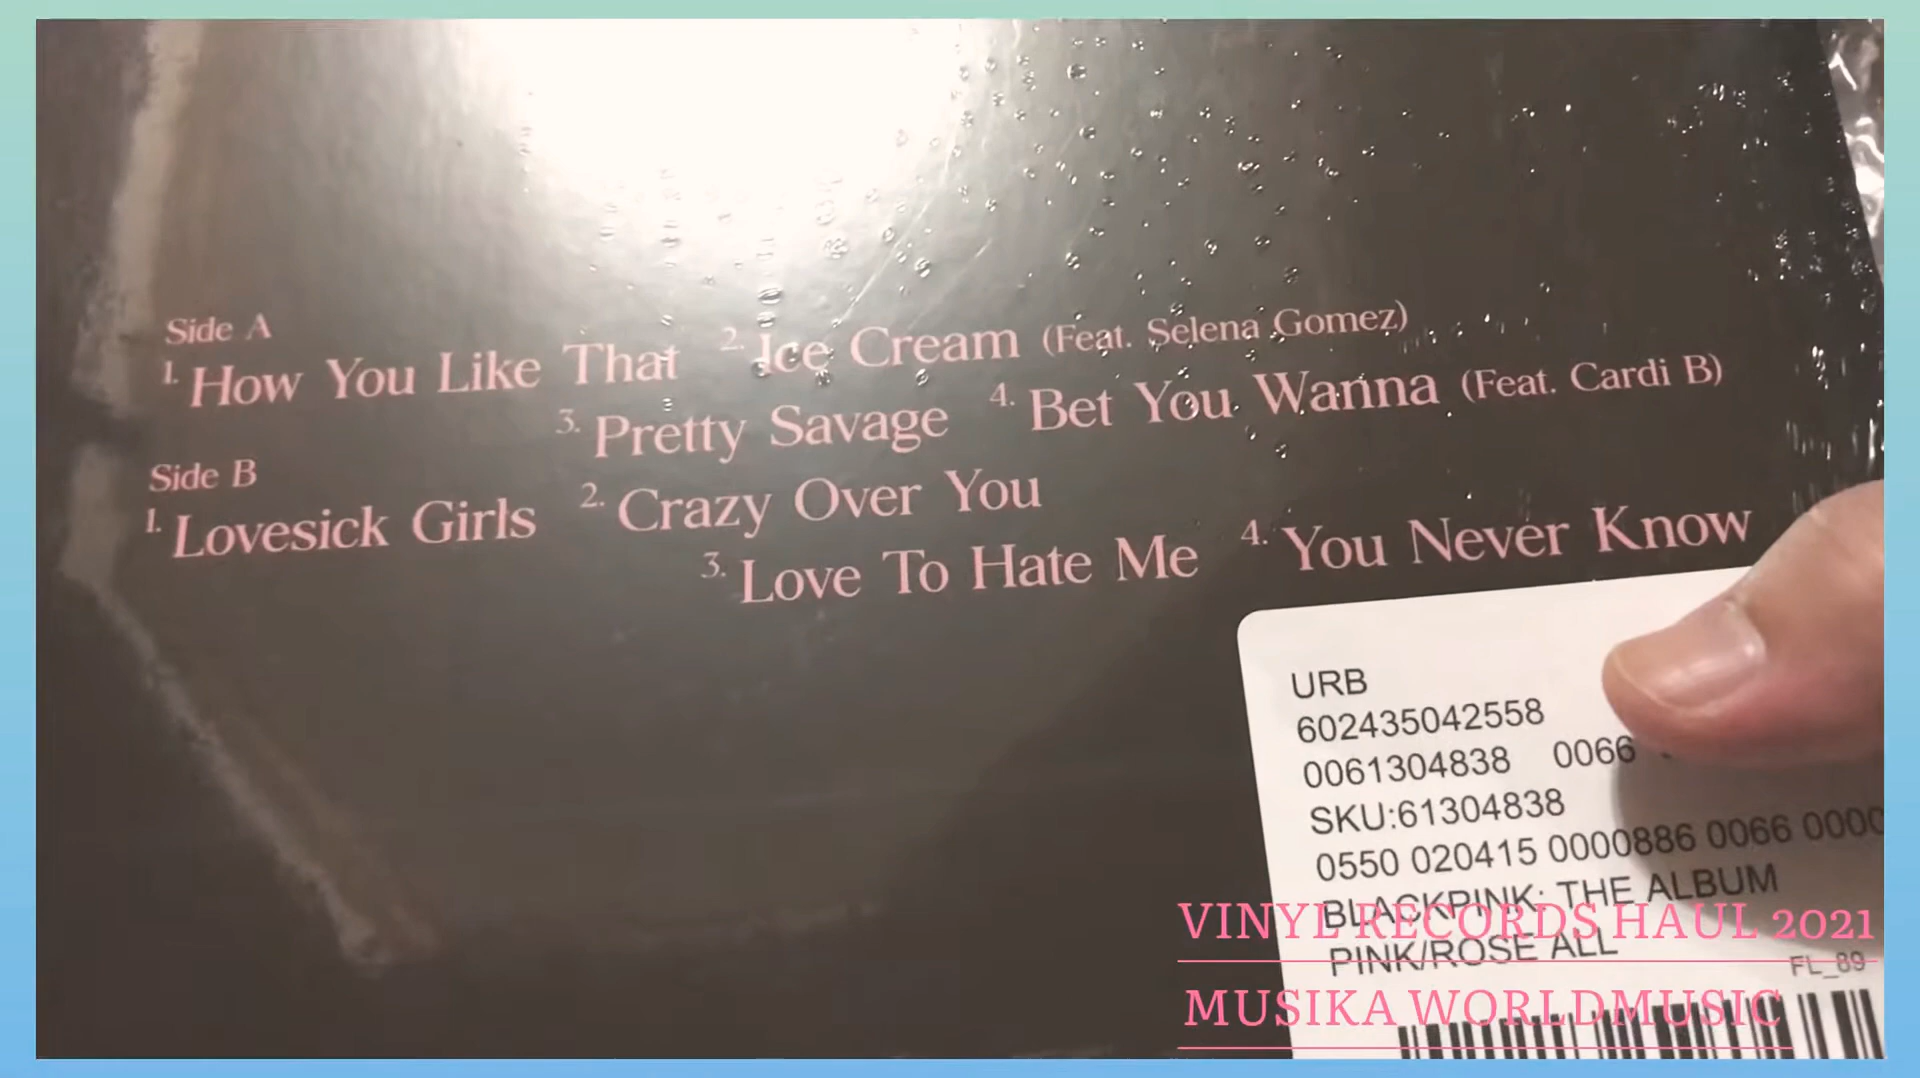 Side A
1. How You Like That 2. Ice Cream (Feat. Selena Gomez)
3. Pretty Savage 4. Bet You Wanna (Feat. Cardi B)
Side B
1. Lovesick Girls 2. Crazy Over You
3. Love To Hate Me 4. You Never Know
URB
602435042558
0061304838 0066
SKU:61304838
0550 020415 0000886 0066 0000
BLACKPINK: THE ALBUM
PINK/ROSE ALL
FL_89
VINYL RECORDS HAUL 2021
MUSIKA WORLDMUSIC